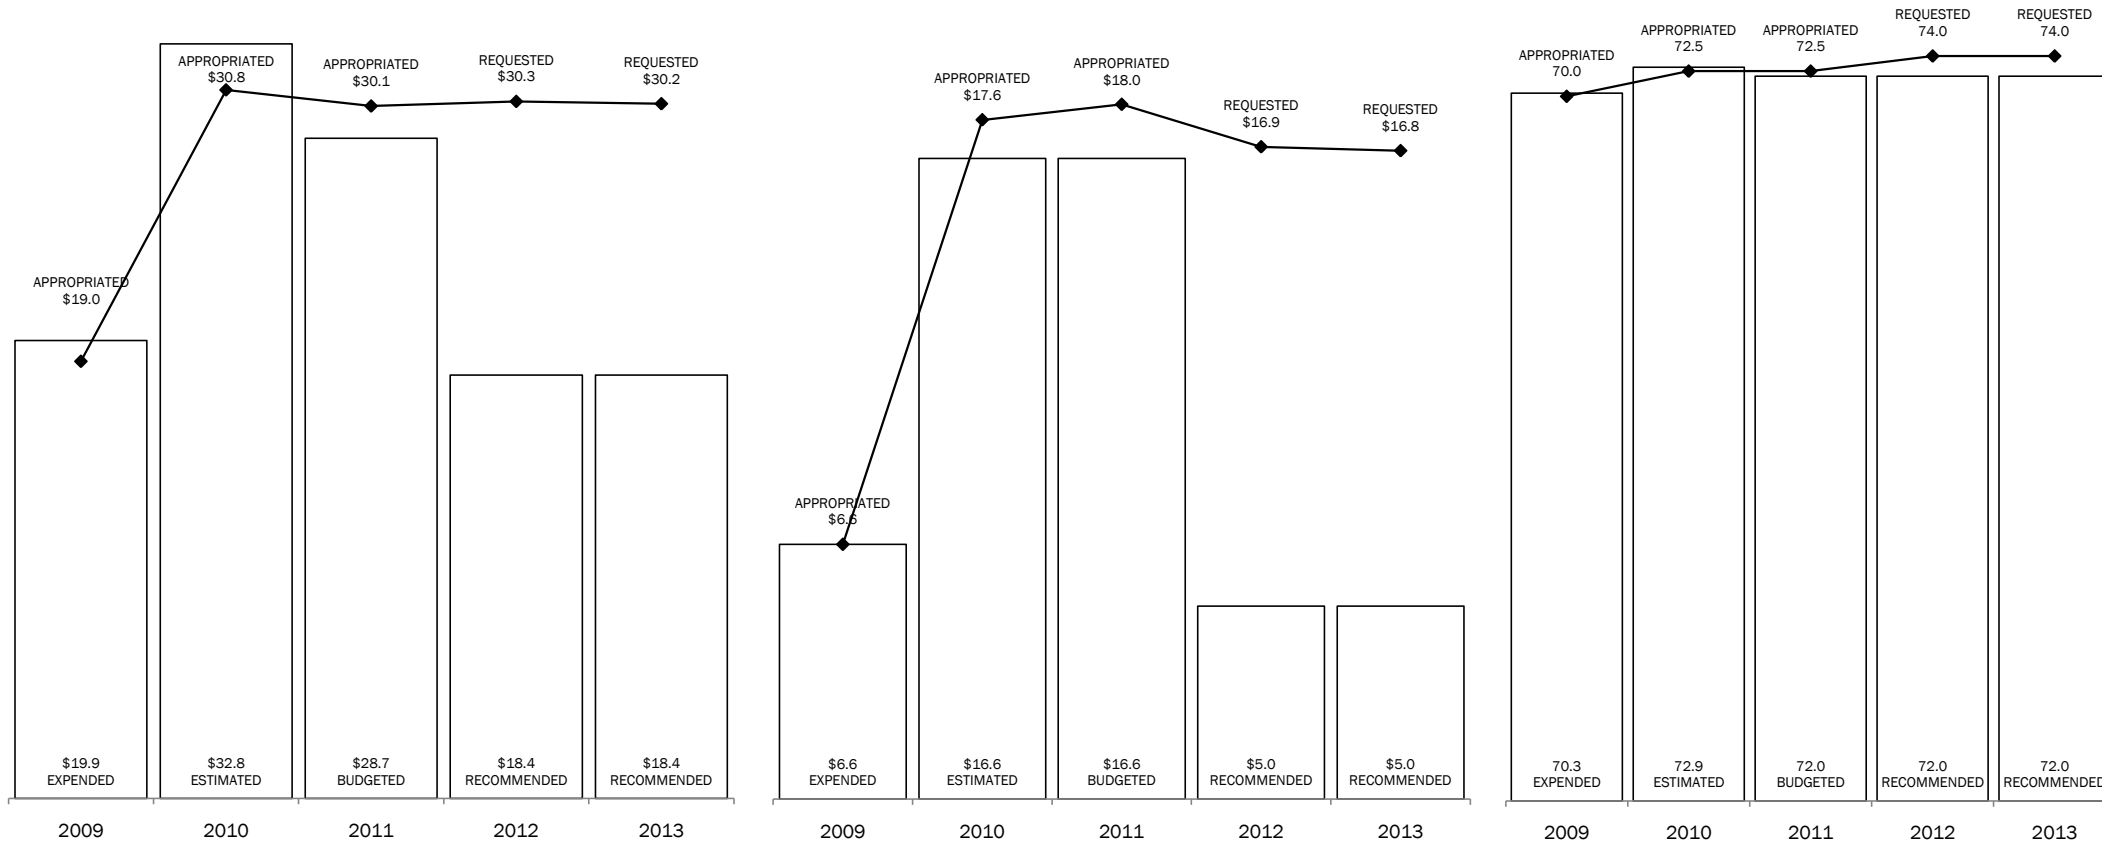 APPROPRIATED
$19.0
APPROPRIATED
$30.8
APPROPRIATED
$30.1
REQUESTED
$30.3
REQUESTED
$30.2
$19.9
EXPENDED
$32.8
ESTIMATED
$28.7
BUDGETED
$18.4
RECOMMENDED
$18.4
RECOMMENDED
2009
2010
2011
2012
2013
APPROPRIATED
$6.6
APPROPRIATED
$17.6
APPROPRIATED
$18.0
REQUESTED
$16.9
REQUESTED
$16.8
$6.6
EXPENDED
$16.6
ESTIMATED
$16.6
BUDGETED
$5.0
RECOMMENDED
$5.0
RECOMMENDED
2009
2010
2011
2012
2013
APPROPRIATED
70.0
APPROPRIATED
72.5
APPROPRIATED
72.5
REQUESTED
74.0
REQUESTED
74.0
70.3
EXPENDED
72.9
ESTIMATED
72.0
BUDGETED
72.0
RECOMMENDED
72.0
RECOMMENDED
2009
2010
2011
2012
2013